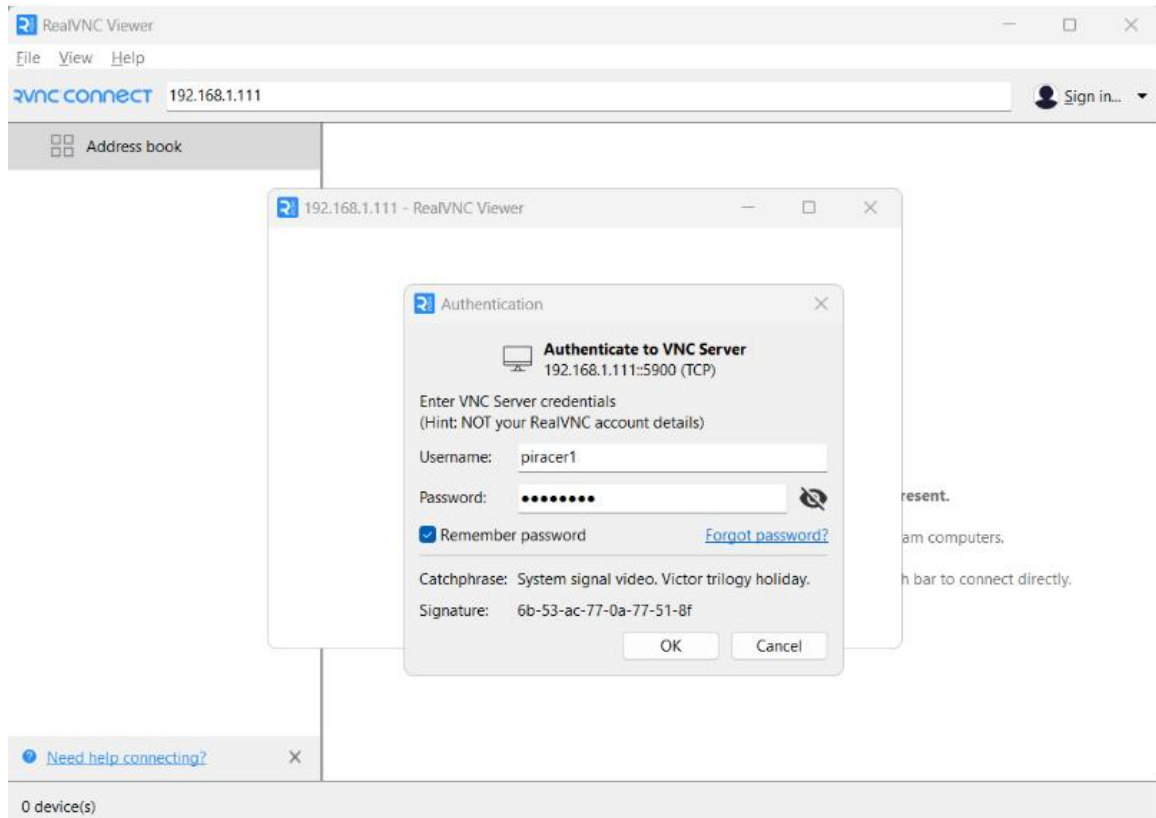 RealVNC Viewer
File View Help
RVNC CONNECT 192.168.1.111 Sign in...
Address book
192.168.1.111 - RealVNC Viewer
Authentication
Authenticate to VNC Server
192.168.1.111::5900 (TCP)
Enter VNC Server credentials
(Hint: NOT your RealVNC account details)
Username: piracer1
Password: ••••••••
resent.
Remember password Forgot password?
am computers.
Catchphrase: System signal video. Victor trilogy holiday.
h bar to connect directly.
Signature: 6b-53-ac-77-0a-77-51-8f
OK Cancel
Need help connecting?
0 device(s)